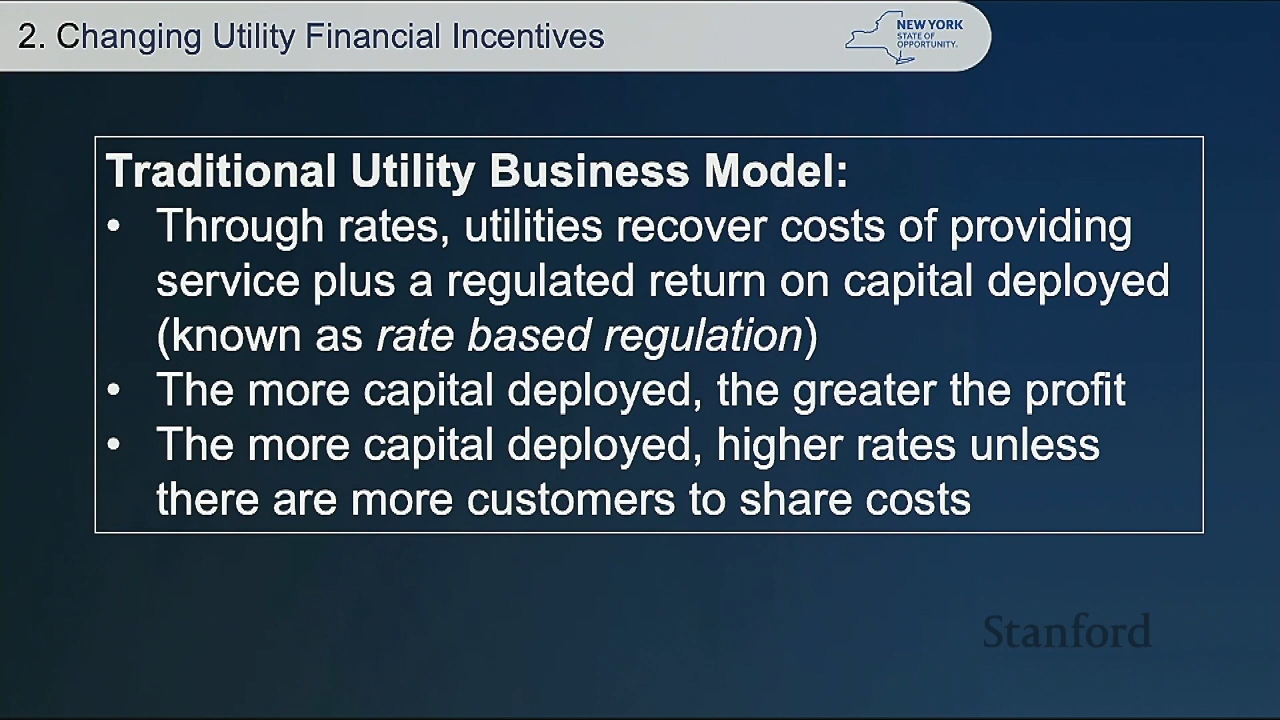 2. Changing Utility Financial Incentives
NEW YORK
STATE OF
OPPORTUNITY.
Traditional Utility Business Model:
• Through rates, utilities recover costs of providing
service plus a regulated return on capital deployed
(known as rate based regulation)
• The more capital deployed, the greater the profit
• The more capital deployed, higher rates unless
there are more customers to share costs
Stanford